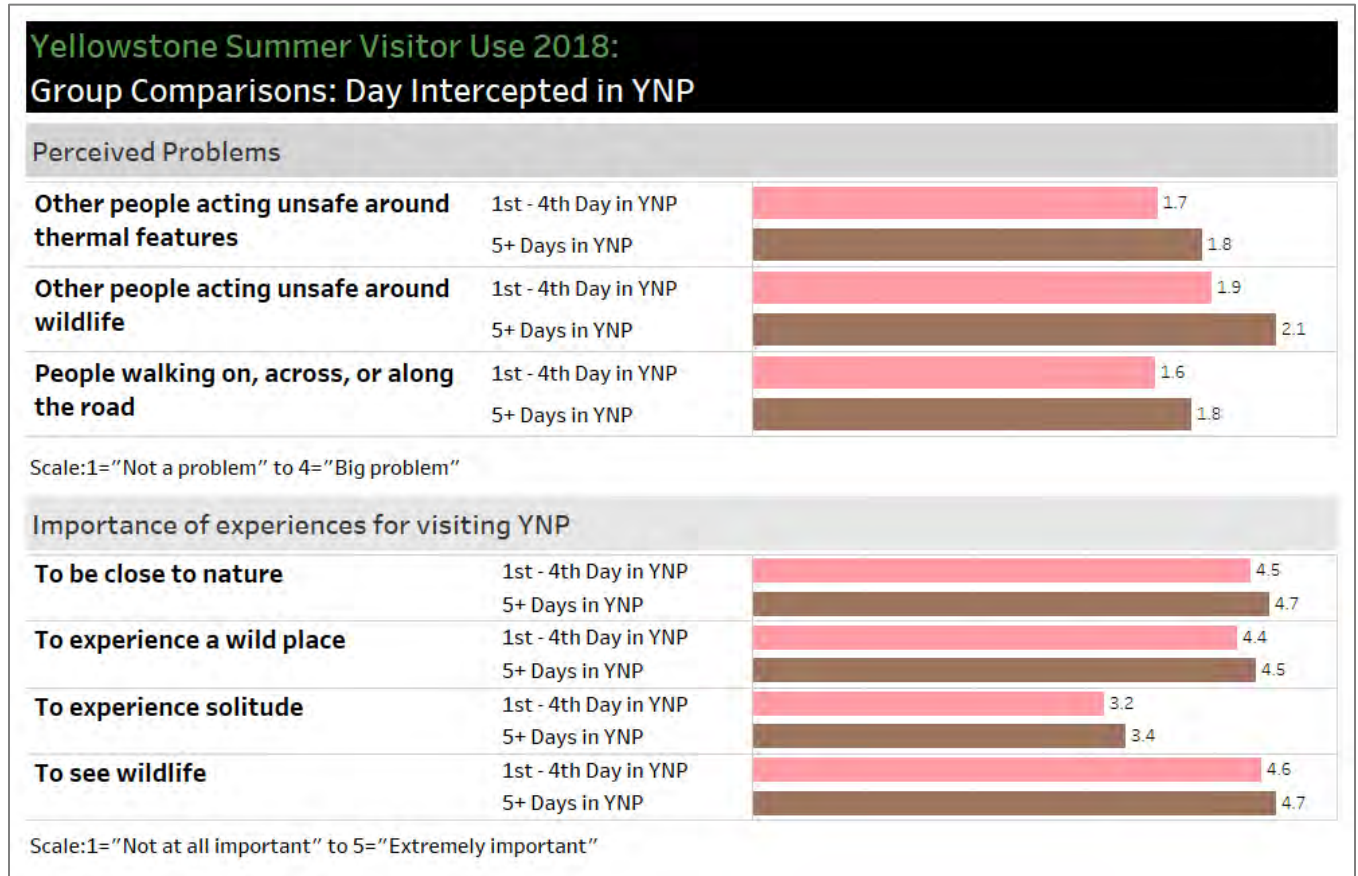 Yellowstone Summer Visitor Use 2018:
Group Comparisons: Day Intercepted in YNP
Perceived Problems
Other people acting unsafe around
thermal features
1st - 4th Day in YNP
1.7
5+ Days in YNP
1.8
Other people acting unsafe around
wildlife
1st - 4th Day in YNP
1.9
5+ Days in YNP
2.1
People walking on, across, or along
the road
1st - 4th Day in YNP
1.6
5+ Days in YNP
1.8
Scale:1="Not a problem" to 4="Big problem"
Importance of experiences for visiting YNP
To be close to nature
1st - 4th Day in YNP
4.5
5+ Days in YNP
4.7
To experience a wild place
1st - 4th Day in YNP
4.4
5+ Days in YNP
4.5
To experience solitude
1st - 4th Day in YNP
3.2
5+ Days in YNP
3.4
To see wildlife
1st - 4th Day in YNP
4.6
5+ Days in YNP
4.7
Scale:1="Not at all important" to 5="Extremely important"